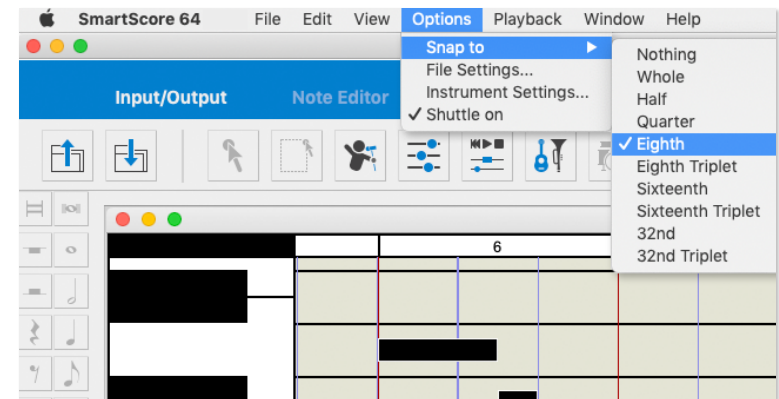 SmartScore 64 File Edit View Options Playback Window Help
Snap to
File Settings...
Instrument Settings...
Shuttle on
Nothing
Whole
Half
Quarter
Eighth
Eighth Triplet
Sixteenth
Sixteenth Triplet
32nd
32nd Triplet
Input/Output Note Editor
6